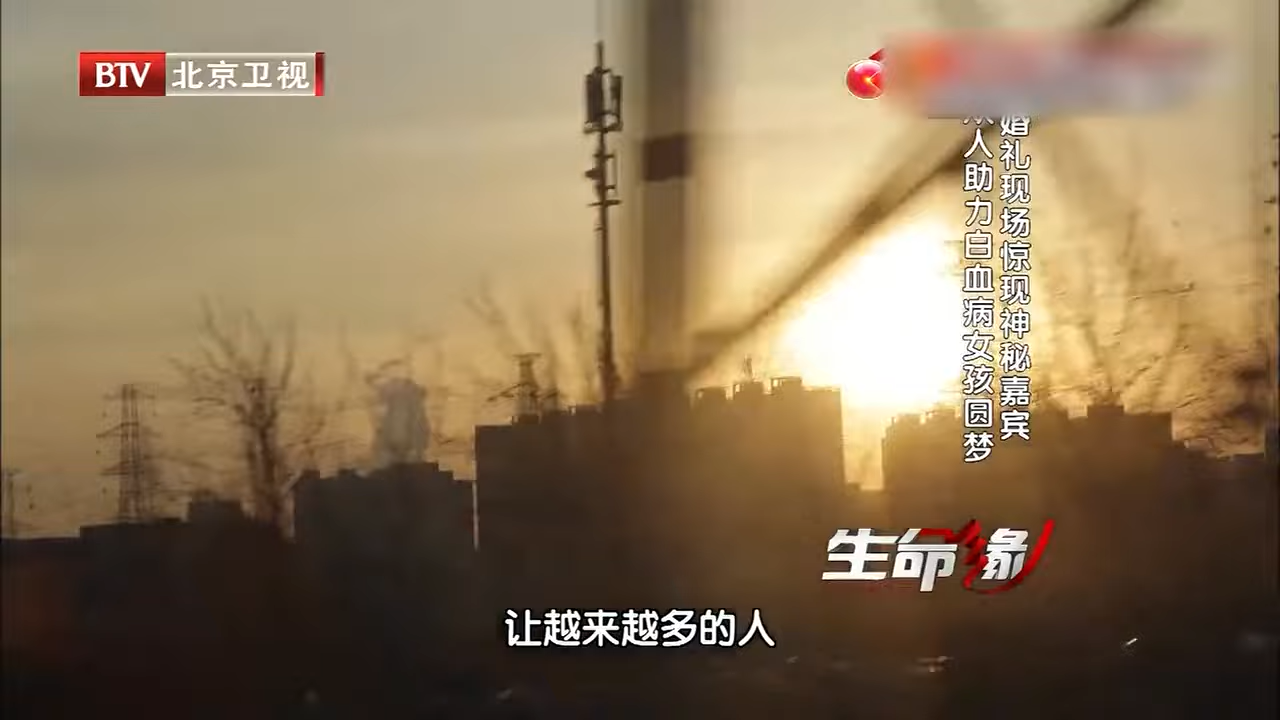 BTV 北京卫视
婚礼现场惊现神秘嘉宾
人助力白血病女孩圆梦
生命缘
让越来越多的人